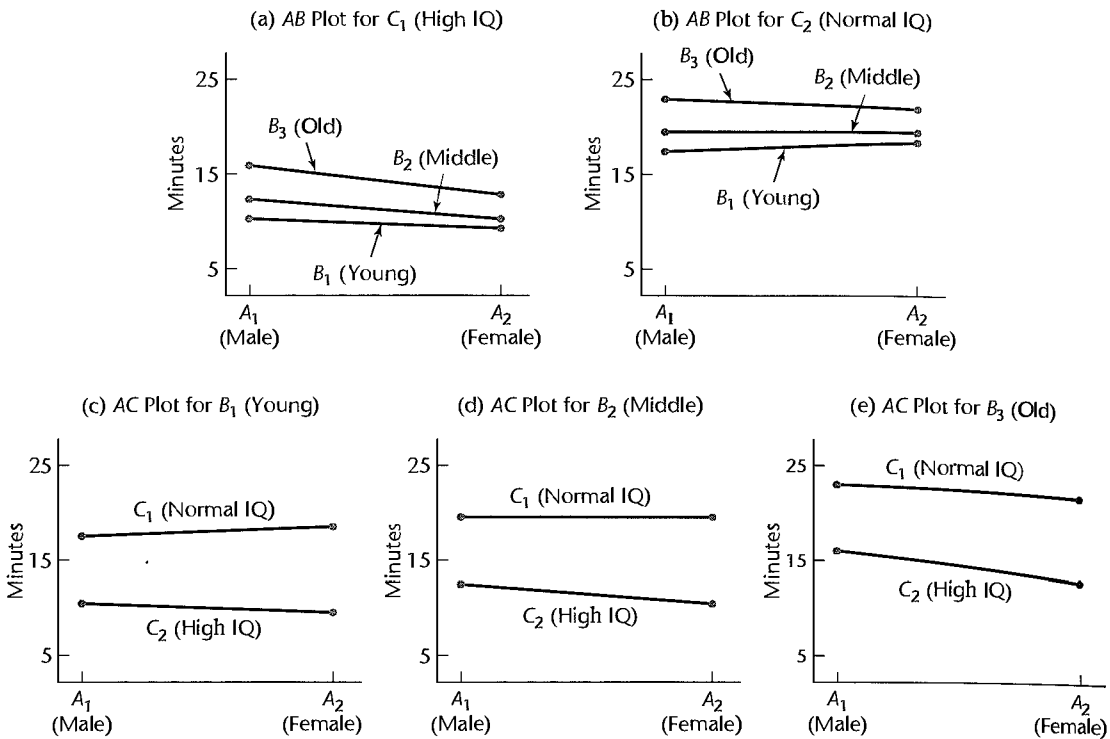 (a) AB Plot for C₁ (High IQ)
25
15
5
Minutes
B₃ (Old)
B₂ (Middle)
B₁ (Young)
A₁
(Male)
A₂
(Female)
(b) AB Plot for C₂ (Normal IQ)
25
15
5
Minutes
B₃ (Old)
B₂ (Middle)
B₁ (Young)
A₁
(Male)
A₂
(Female)
(c) AC Plot for B₁ (Young)
25
15
5
Minutes
C₁ (Normal IQ)
C₂ (High IQ)
A₁
(Male)
A₂
(Female)
(d) AC Plot for B₂ (Middle)
25
15
5
Minutes
C₁ (Normal IQ)
C₂ (High IQ)
A₁
(Male)
A₂
(Female)
(e) AC Plot for B₃ (Old)
25
15
5
Minutes
C₁ (Normal IQ)
C₂ (High IQ)
A₁
(Male)
A₂
(Female)